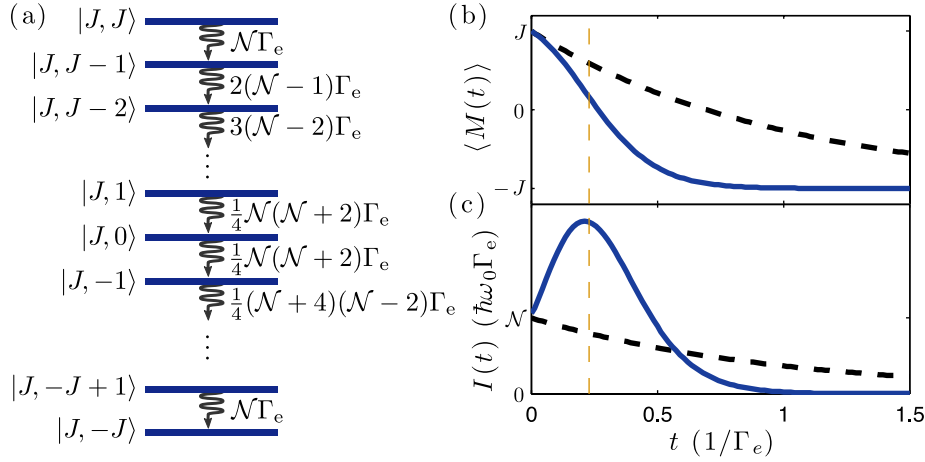 (a)
|J, J⟩
𝒩Γₑ
|J, J − 1⟩
2(𝒩 − 1)Γₑ
|J, J − 2⟩
3(𝒩 − 2)Γₑ
⋮
|J, 1⟩
¼𝒩(𝒩 + 2)Γₑ
|J, 0⟩
¼𝒩(𝒩 + 2)Γₑ
|J, −1⟩
¼(𝒩 + 4)(𝒩 − 2)Γₑ
⋮
|J, −J + 1⟩
𝒩Γₑ
|J, −J⟩
(b)
⟨M(t)⟩
J
0
−J
(c)
I(t) (ℏω₀Γₑ)
𝒩
0
0 0.5 1 1.5
t (1/Γₑ)